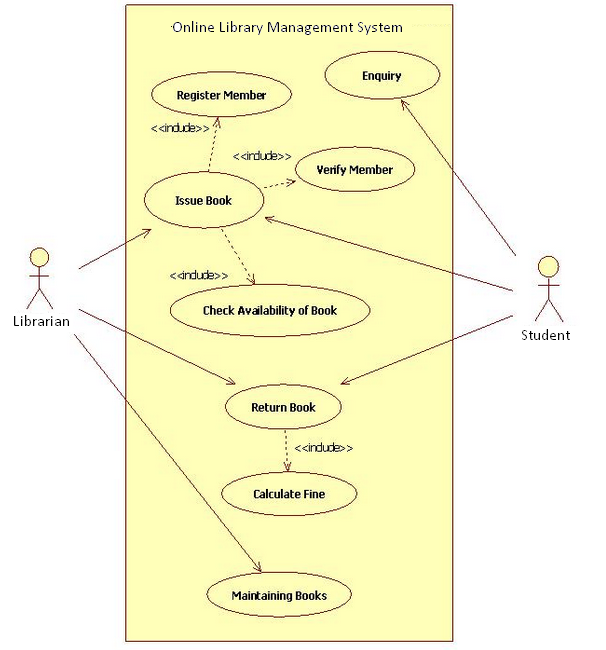 Online Library Management System
Enquiry
Register Member
<<include>>
<<include>>
Verify Member
Issue Book
<<include>>
Check Availability of Book
Librarian
Student
Return Book
<<include>>
Calculate Fine
Maintaining Books